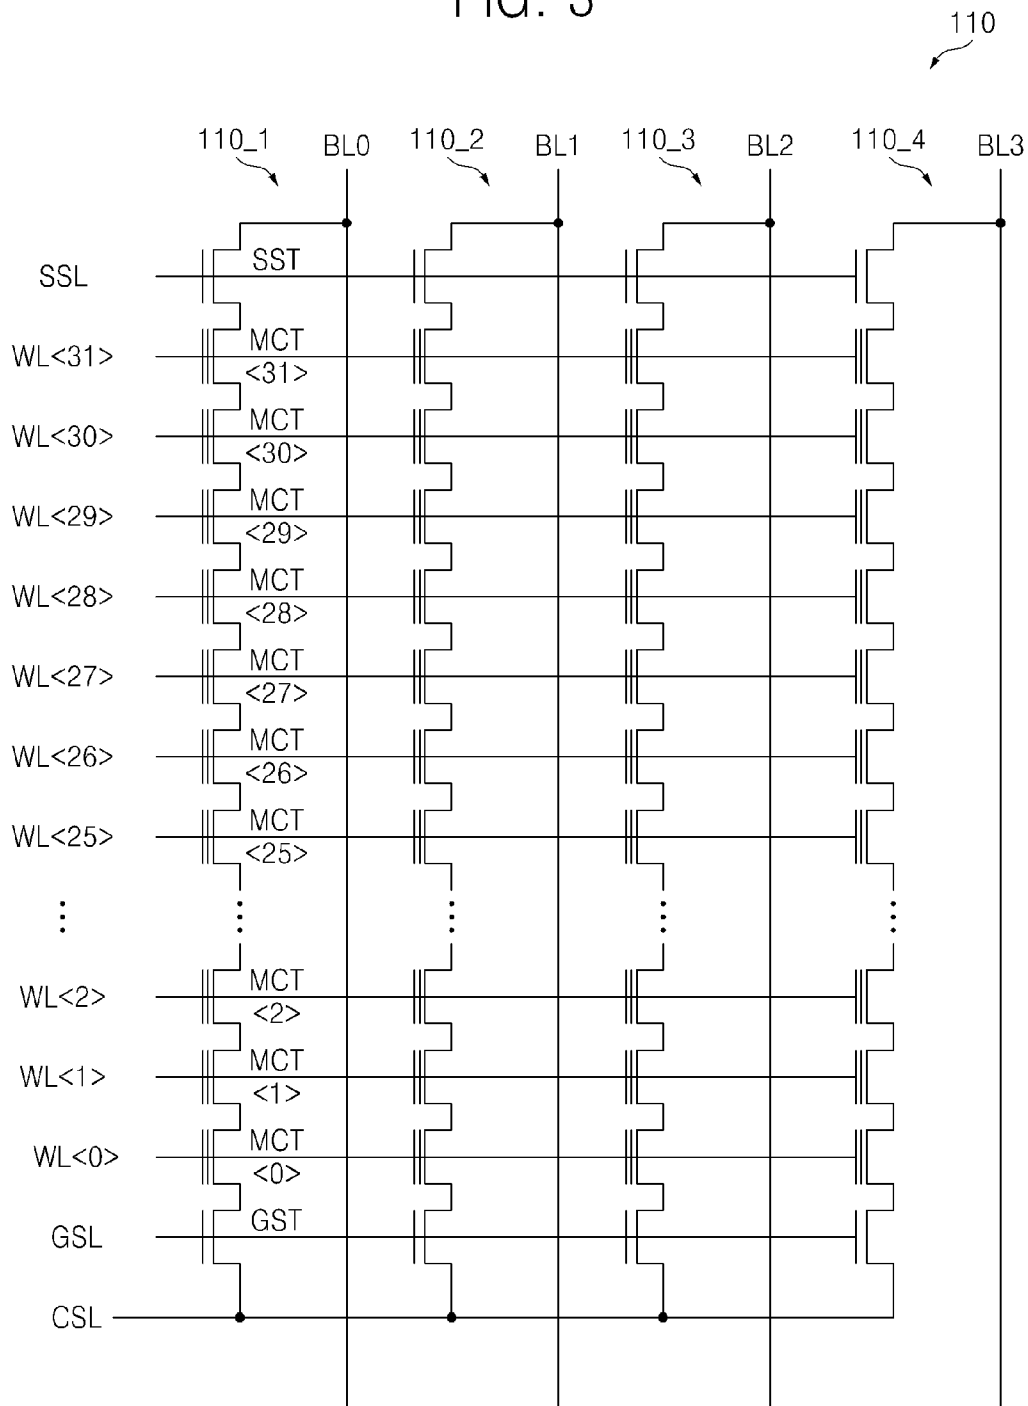 FIG. 3
110
110_1 BL0 110_2 BL1 110_3 BL2 110_4 BL3
SSL SST
WL<31> MCT
<31>
WL<30> MCT
<30>
WL<29> MCT
<29>
WL<28> MCT
<28>
WL<27> MCT
<27>
WL<26> MCT
<26>
WL<25> MCT
<25>
WL<2> MCT
<2>
WL<1> MCT
<1>
WL<0> MCT
<0>
GSL GST
CSL